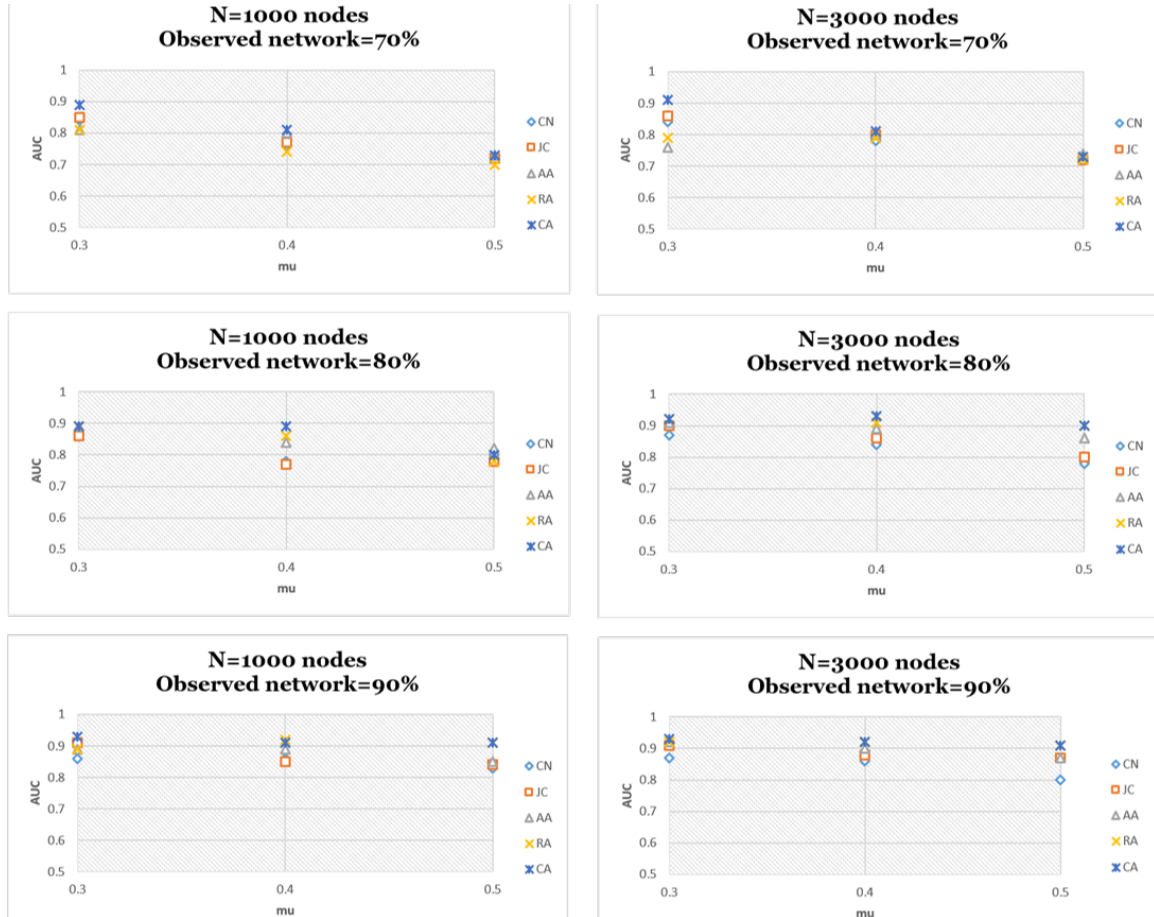 N=1000 nodes
Observed network=70%
1
0.9
0.8
0.7
0.6
0.5
AUC
0.3
0.4
0.5
mu
CN
JC
AA
RA
CA
N=3000 nodes
Observed network=70%
1
0.9
0.8
0.7
0.6
0.5
AUC
0.3
0.4
0.5
mu
CN
JC
AA
RA
CA
N=1000 nodes
Observed network=80%
1
0.9
0.8
0.7
0.6
0.5
AUC
0.3
0.4
0.5
mu
CN
JC
AA
RA
CA
N=3000 nodes
Observed network=80%
1
0.9
0.8
0.7
0.6
0.5
AUC
0.3
0.4
0.5
mu
CN
JC
AA
RA
CA
N=1000 nodes
Observed network=90%
1
0.9
0.8
0.7
0.6
0.5
AUC
0.3
0.4
0.5
mu
CN
JC
AA
RA
CA
N=3000 nodes
Observed network=90%
1
0.9
0.8
0.7
0.6
0.5
AUC
0.3
0.4
0.5
mu
CN
JC
AA
RA
CA